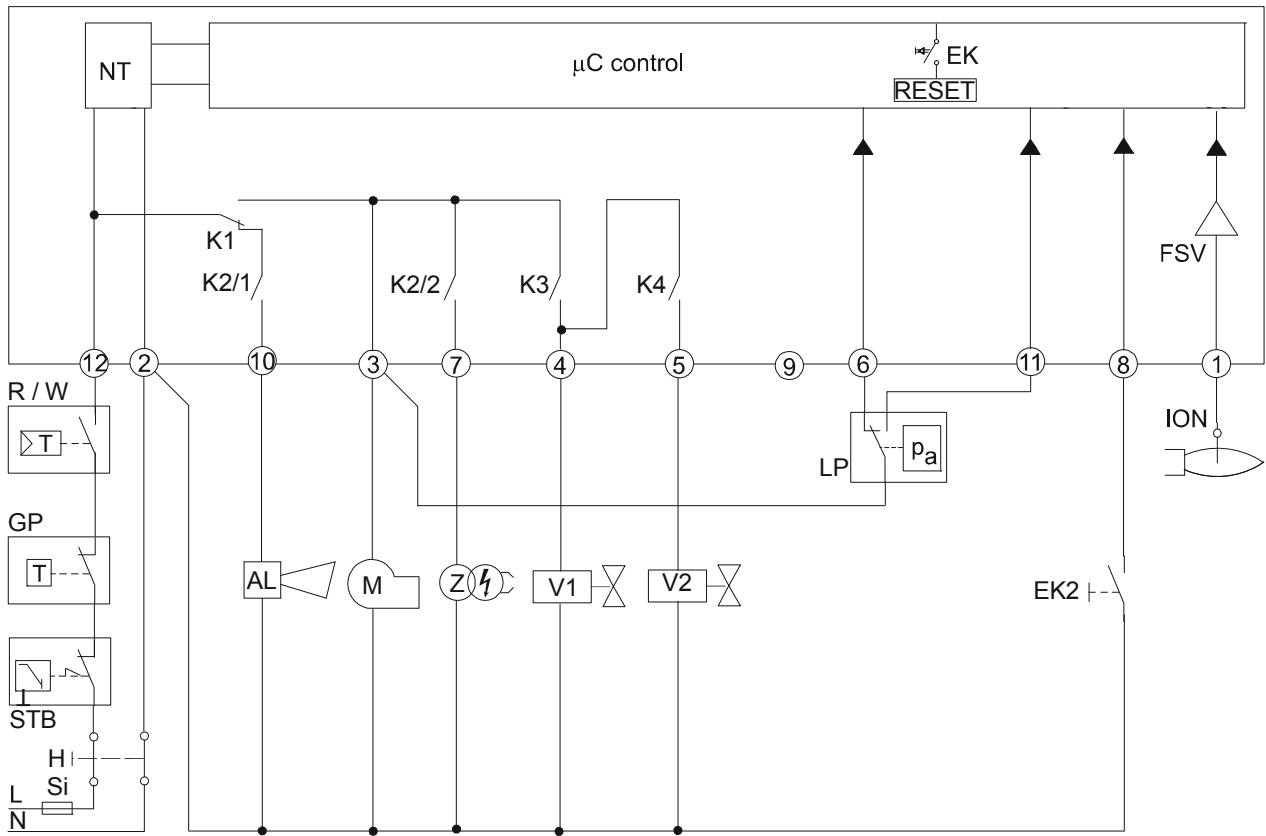 NT
μC control
EK
RESET
K1
K2/1
K2/2
K3
K4
FSV
12
2
10
3
7
4
5
9
6
11
8
1
R / W
T
LP
pa
ION
GP
T
AL
M
Z
V1
V2
EK2
STB
H
Si
L
N